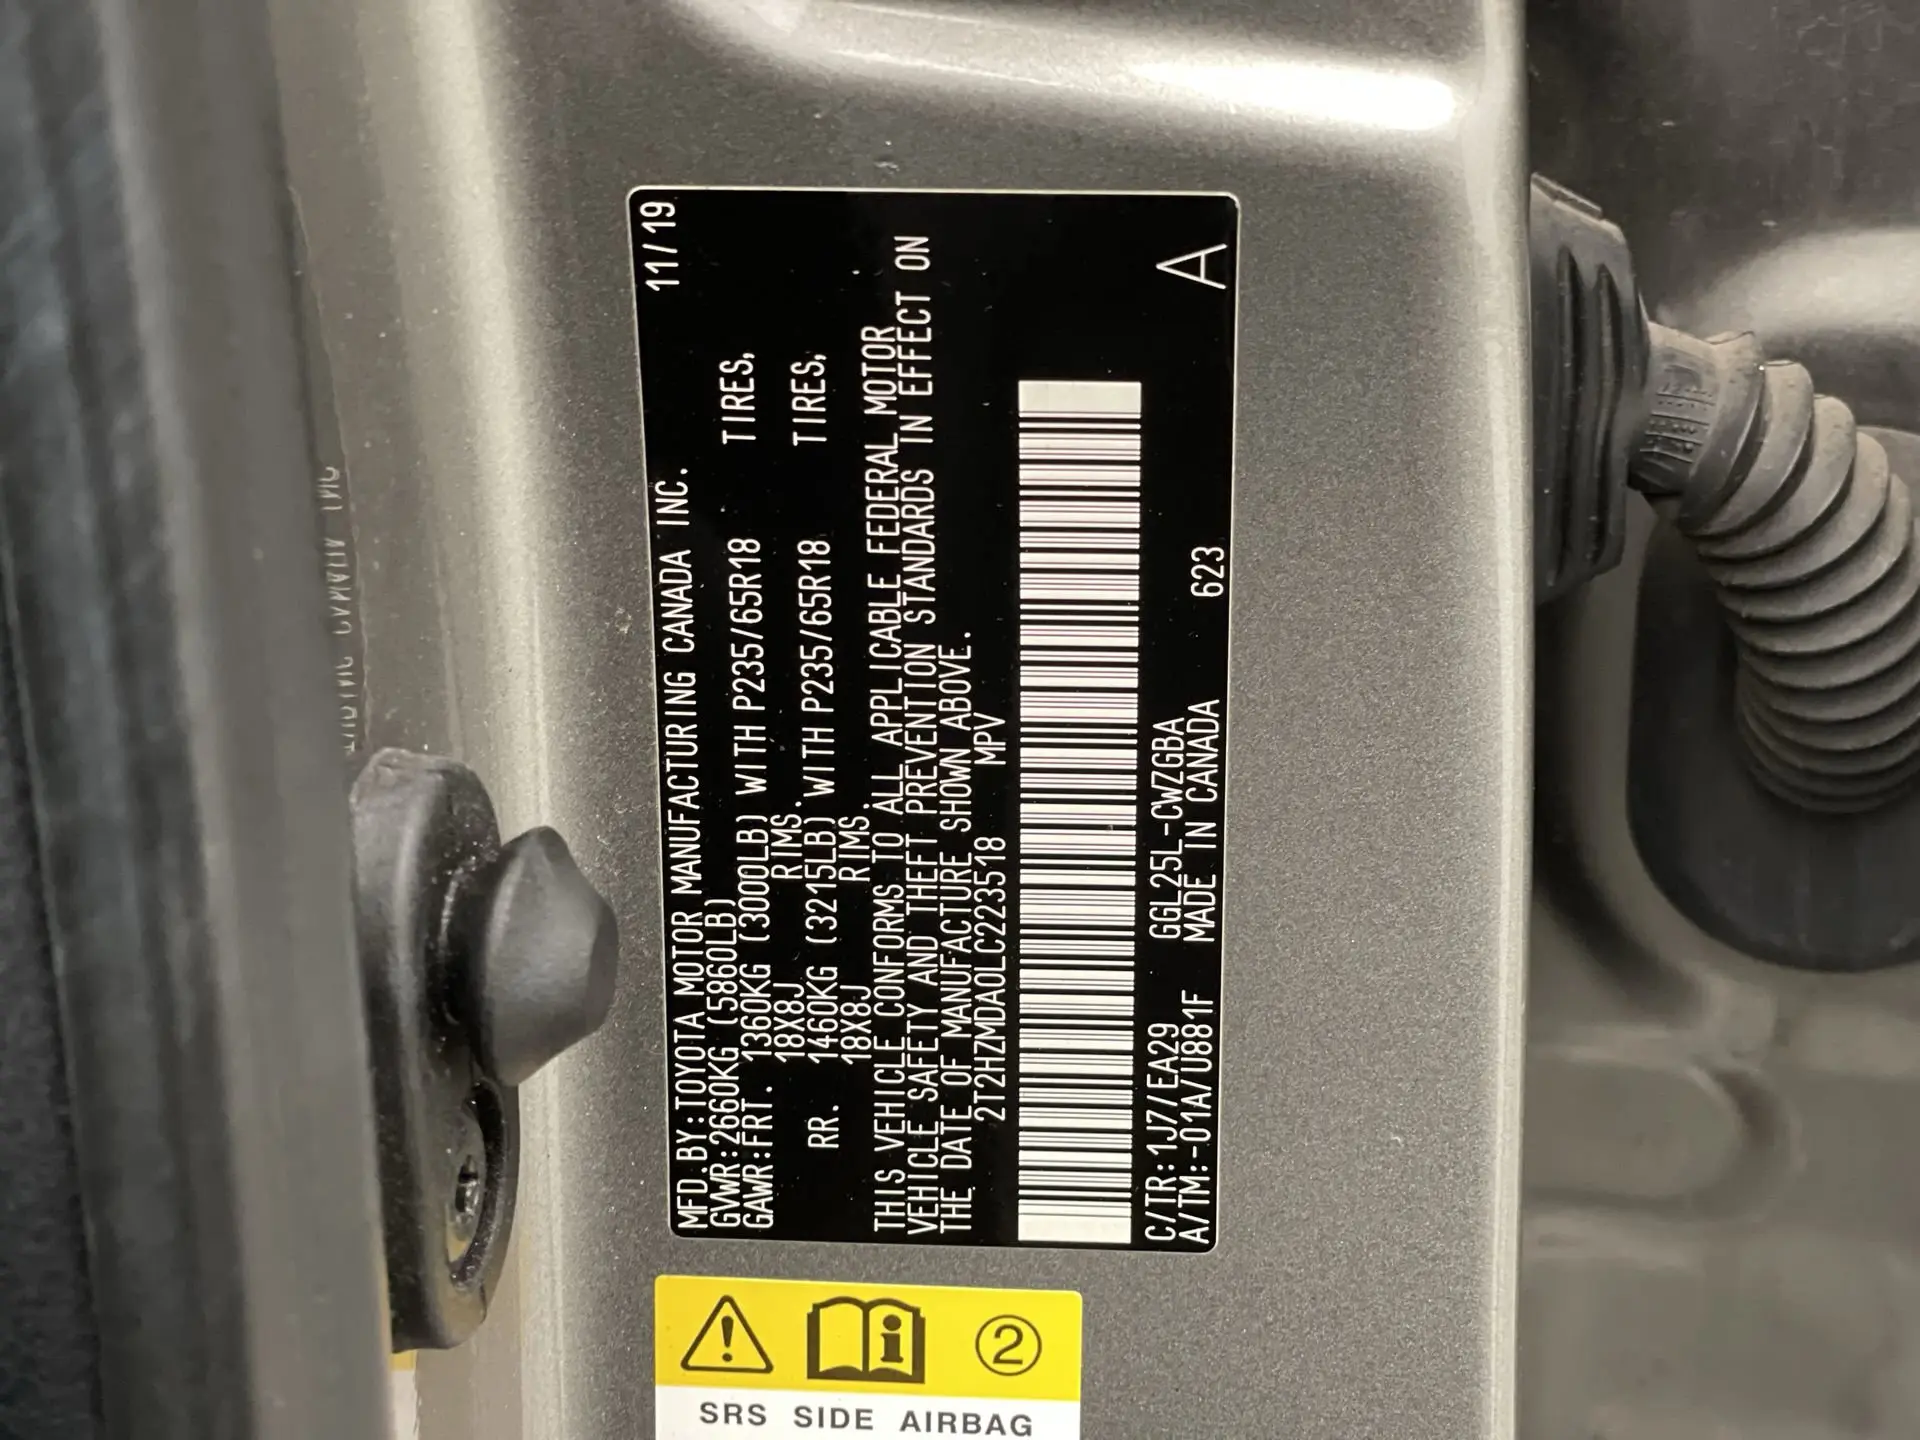 MFD.BY:TOYOTA MOTOR MANUFACTURING CANADA INC. 11/19
GVWR:2660KG (5860LB)
GAWR:FRT. 1360KG (3000LB) WITH P235/65R18 TIRES,
18X8J RIMS.
RR. 1460KG (3215LB) WITH P235/65R18 TIRES,
18X8J RIMS.
THIS VEHICLE CONFORMS TO ALL APPLICABLE FEDERAL MOTOR
VEHICLE SAFETY AND THEFT PREVENTION STANDARDS IN EFFECT ON
THE DATE OF MANUFACTURE SHOWN ABOVE.
2T2HZMDA0LC223518 MPV
C/TR:1J7/EA29 GGL25L-CWZGBA
A/TM:-01A/U881F MADE IN CANADA 623
A
2
SRS SIDE AIRBAG